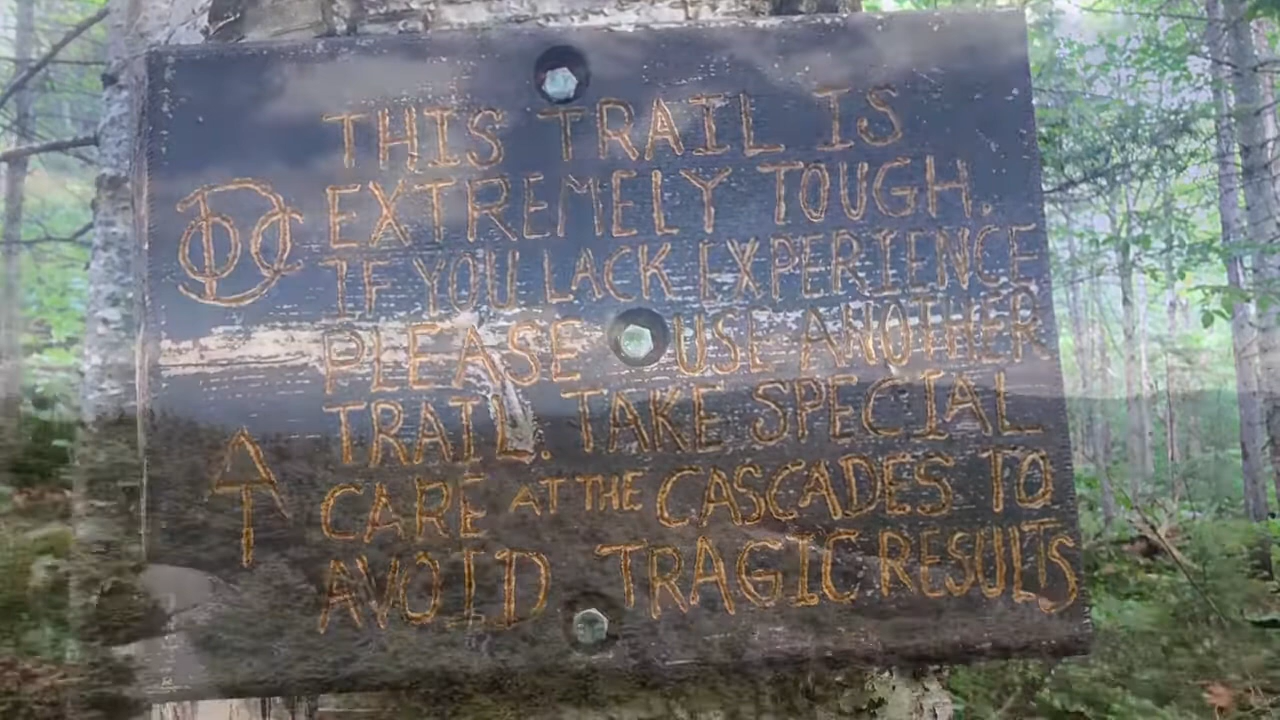 THIS TRAIL IS
EXTREMELY TOUGH.
IF YOU LACK EXPERIENCE
PLEASE USE ANOTHER
TRAIL. TAKE SPECIAL
CARE AT THE CASCADES TO
AVOID TRAGIC RESULTS